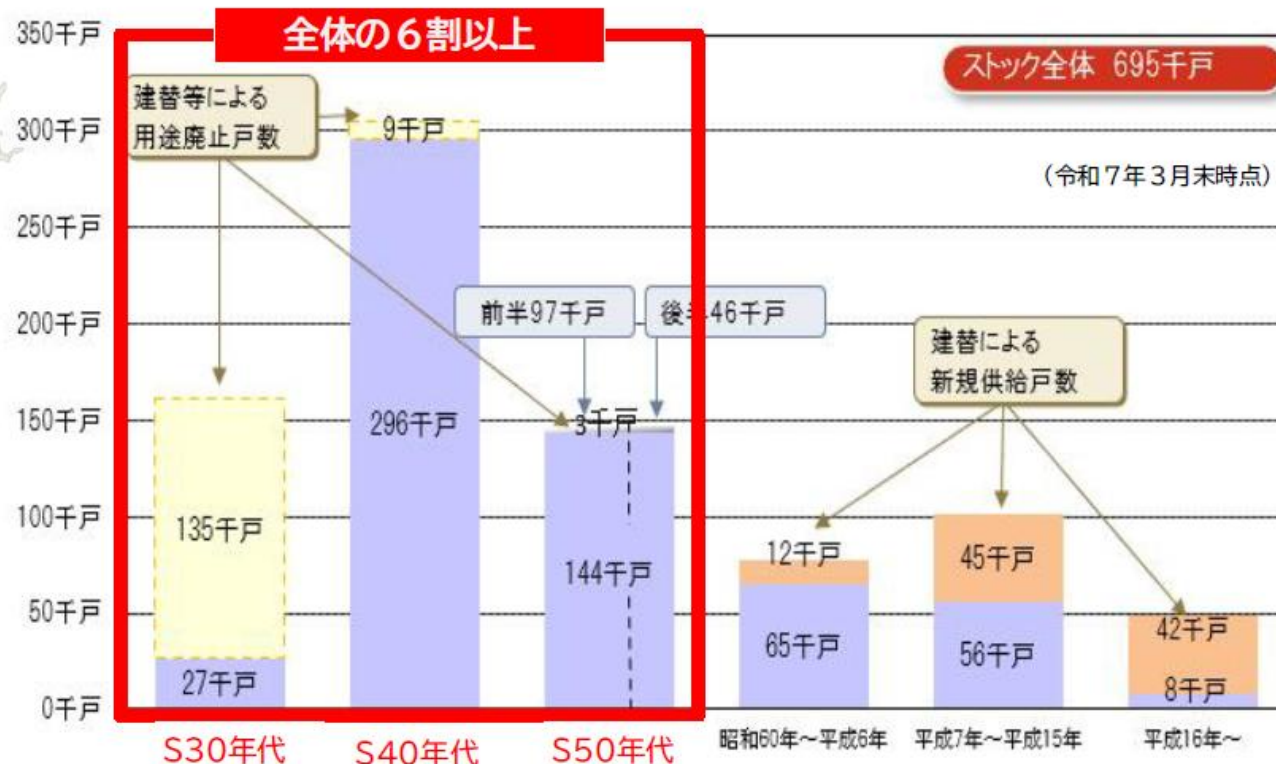 全体の6割以上
ストック全体 695千戸
(令和7年3月末時点)
350千戸
300千戸
250千戸
200千戸
150千戸
100千戸
50千戸
0千戸
建替等による
用途廃止戸数
9千戸
296千戸
135千戸
27千戸
前半97千戸
後半46千戸
3千戸
144千戸
建替による
新規供給戸数
12千戸
65千戸
45千戸
56千戸
42千戸
8千戸
S30年代
S40年代
S50年代
昭和60年～平成6年
平成7年～平成15年
平成16年～